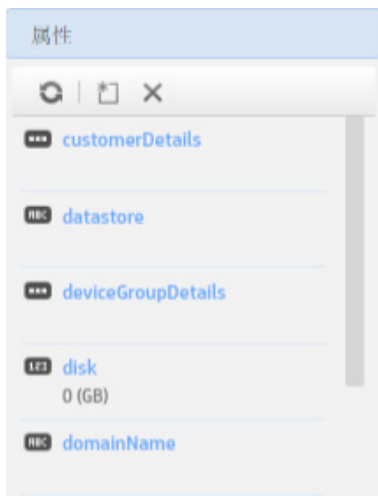 属性
customerDetails
ABC datastore
deviceGroupDetails
123 disk
0 (GB)
ABC domainName